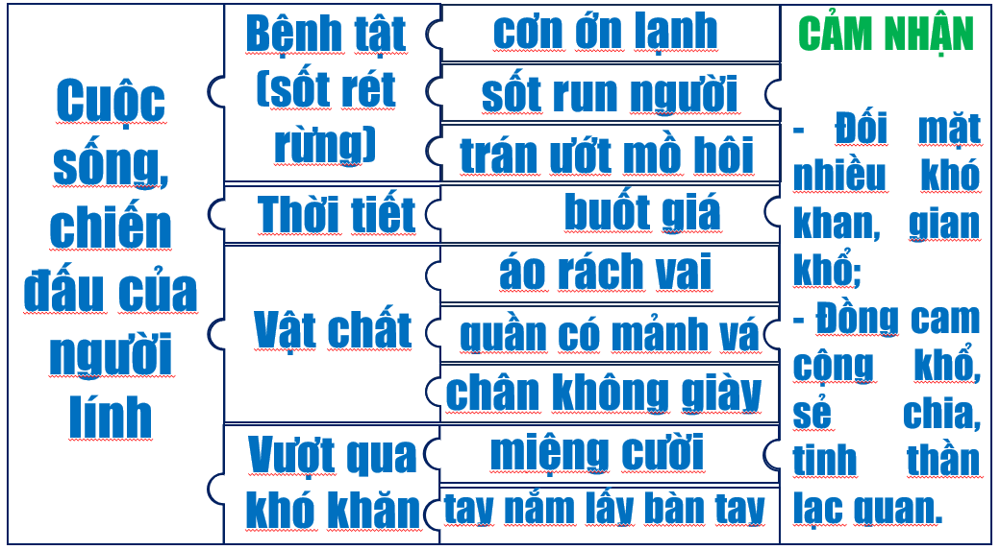 Cuộc
sống,
chiến
đấu của
người
lính
Bệnh tật
(sốt rét
rừng)
cơn ớn lạnh
sốt run người
trán ướt mồ hôi
Thời tiết
buốt giá
Vật chất
áo rách vai
quần có mảnh vá
chân không giày
Vượt qua
khó khăn
miệng cười
tay nắm lấy bàn tay
CẢM NHẬN
- Đối mặt
nhiều khó
khan, gian
khổ;
- Đồng cam
cộng khổ,
sẻ chia,
tinh thần
lạc quan.